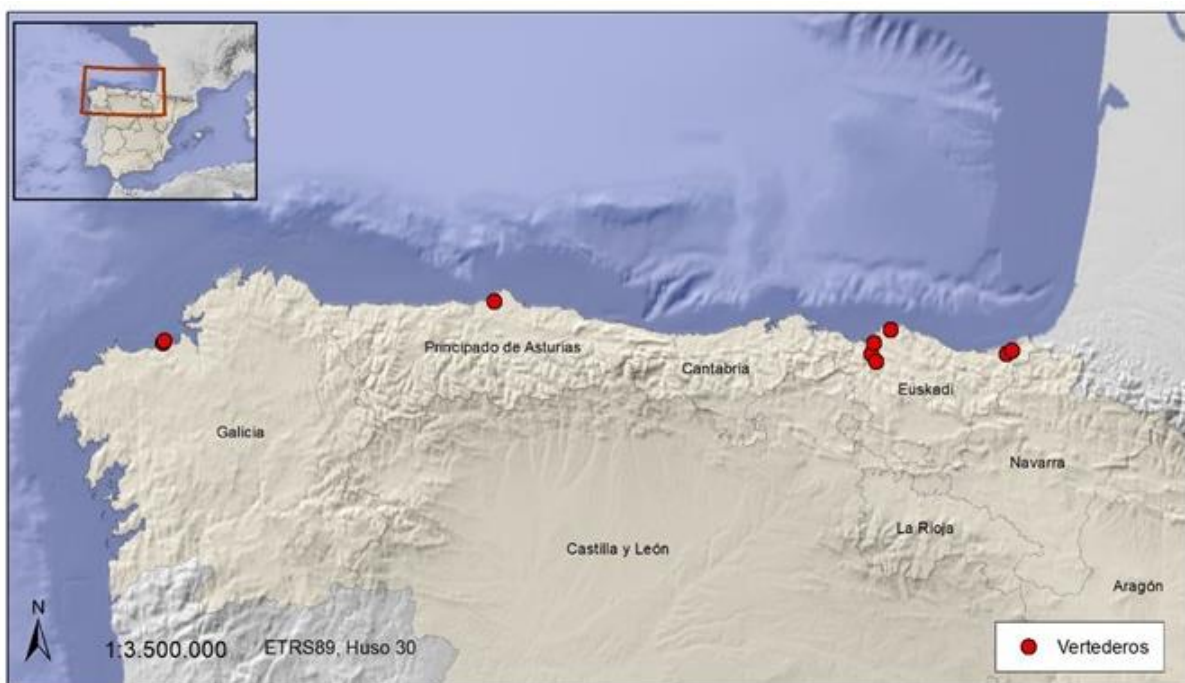 Principado de Asturias
Cantabria
Euskadi
Galicia
Navarra
La Rioja
Castilla y León
Aragón
N
1:3.500.000
ETRS89, Huso 30
Vertederos